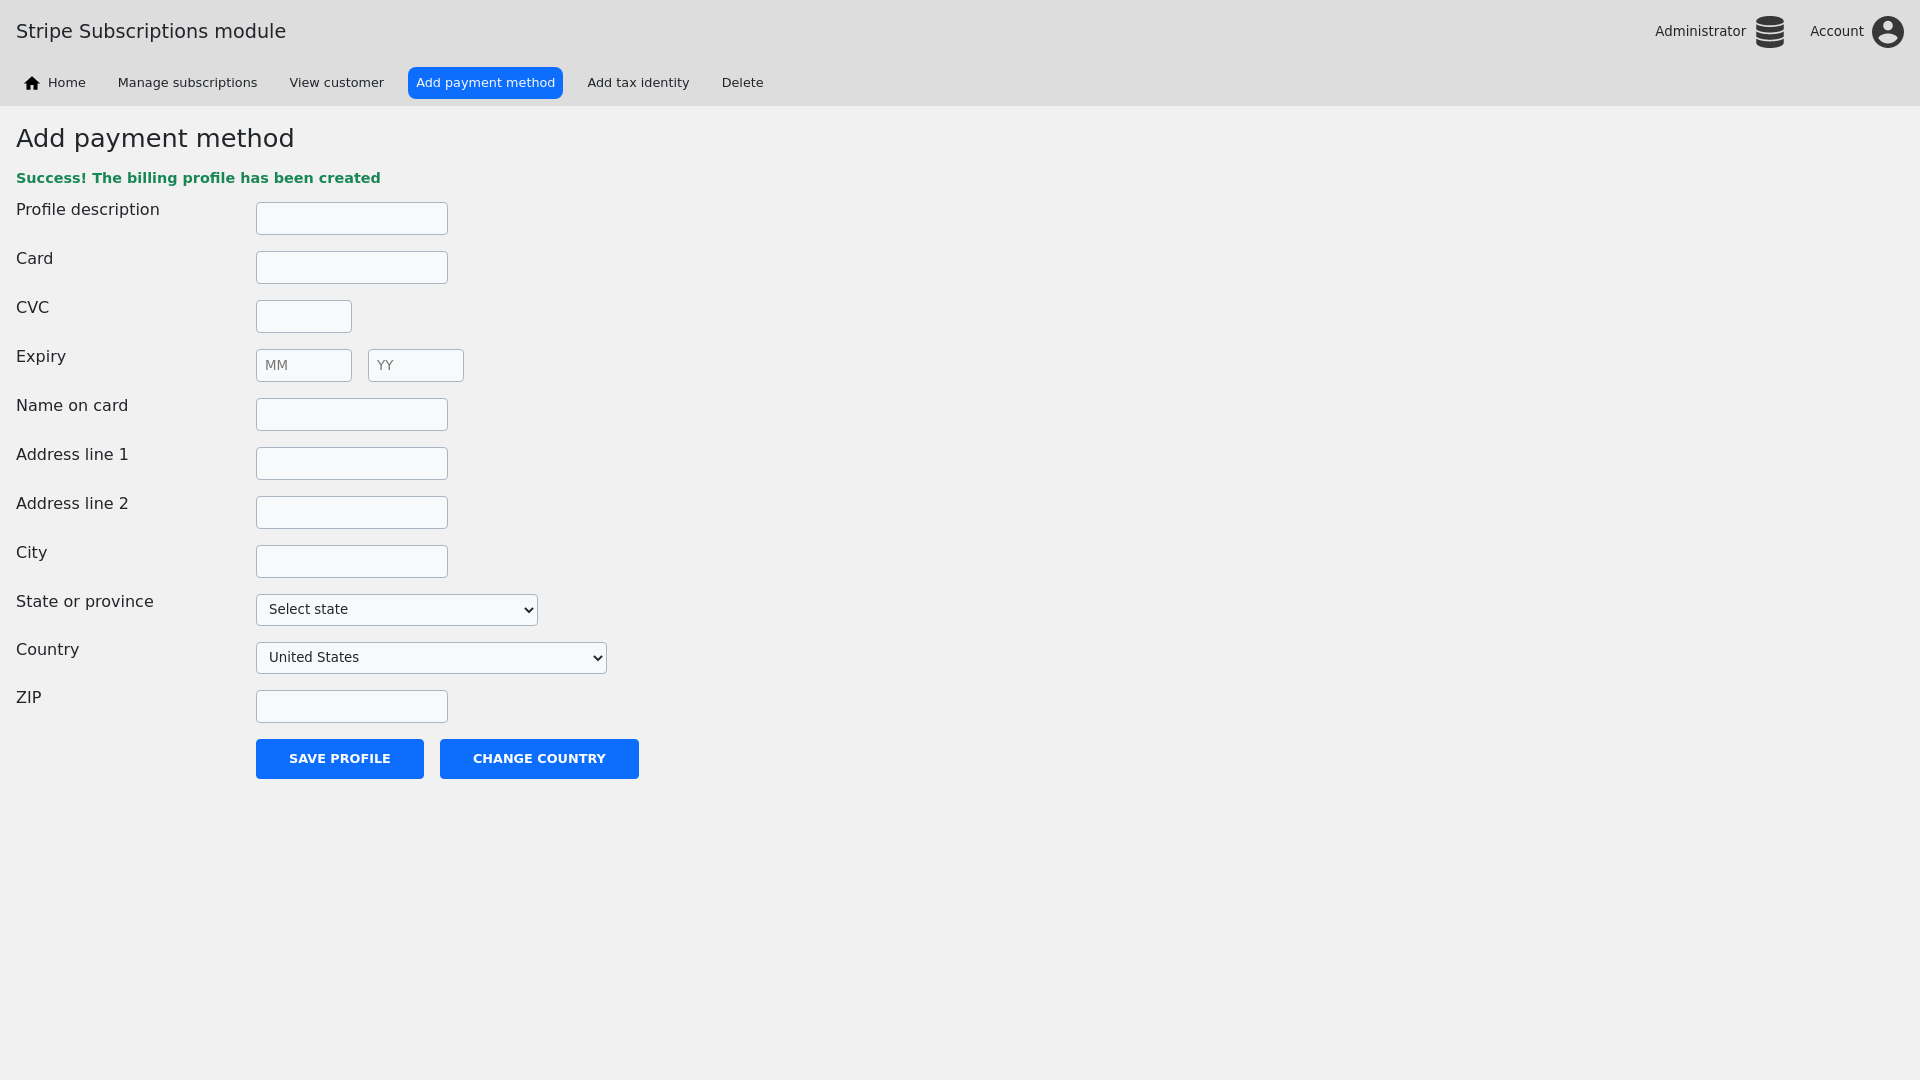 Stripe Subscriptions module
Administrator
Account
Home
Manage subscriptions
View customer
Add payment method
Add tax identity
Delete
Add payment method
Success! The billing profile has been created
Profile description
Card
CVC
Expiry
MM
YY
Name on card
Address line 1
Address line 2
City
State or province
Select state
Country
United States
ZIP
SAVE PROFILE
CHANGE COUNTRY